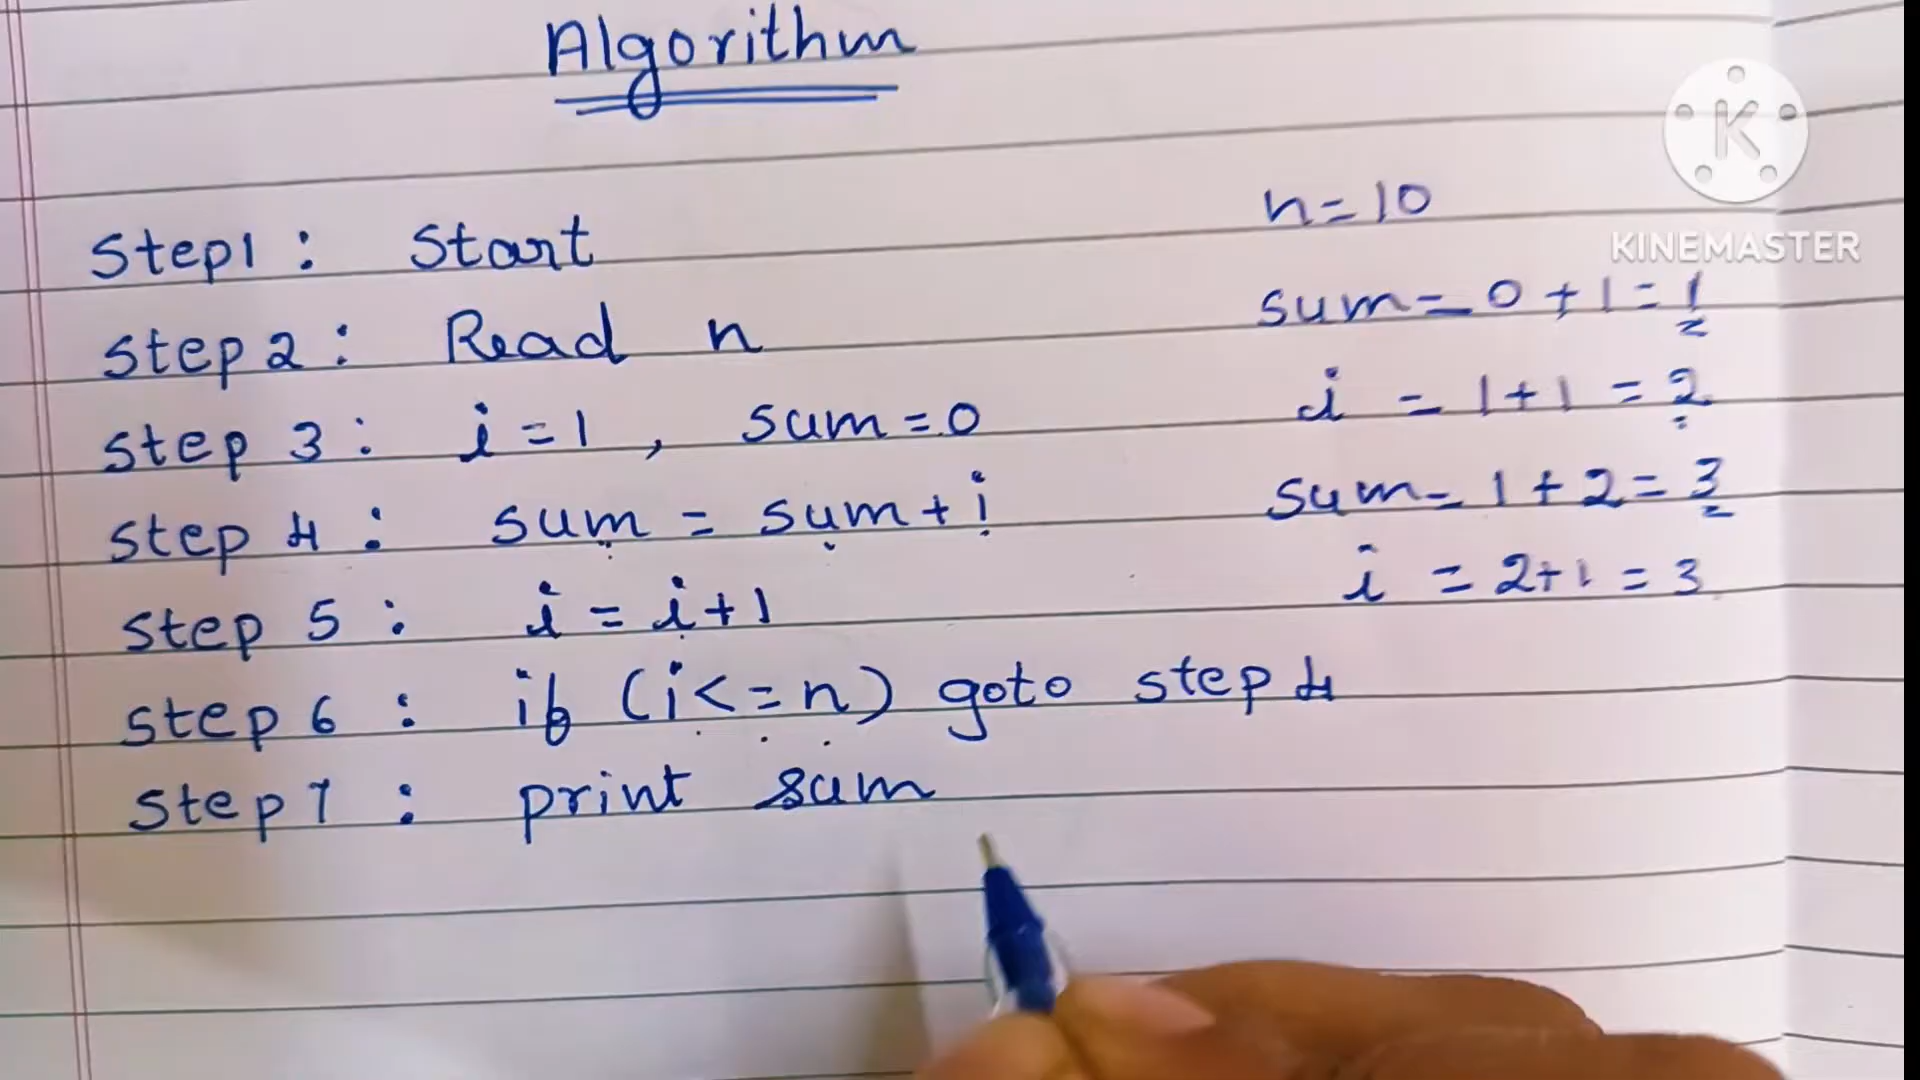 Algorithm
Step1 : Start
Step 2 : Read n
Step 3 : i = 1 , sum = 0
Step 4 : sum = sum + i
Step 5 : i = i + 1
Step 6 : if (i <= n) goto step 4
Step 7 : print sum
n = 10
sum = 0 + 1 = 1
i = 1 + 1 = 2
sum = 1 + 2 = 3
i = 2 + 1 = 3
K
KINEMASTER